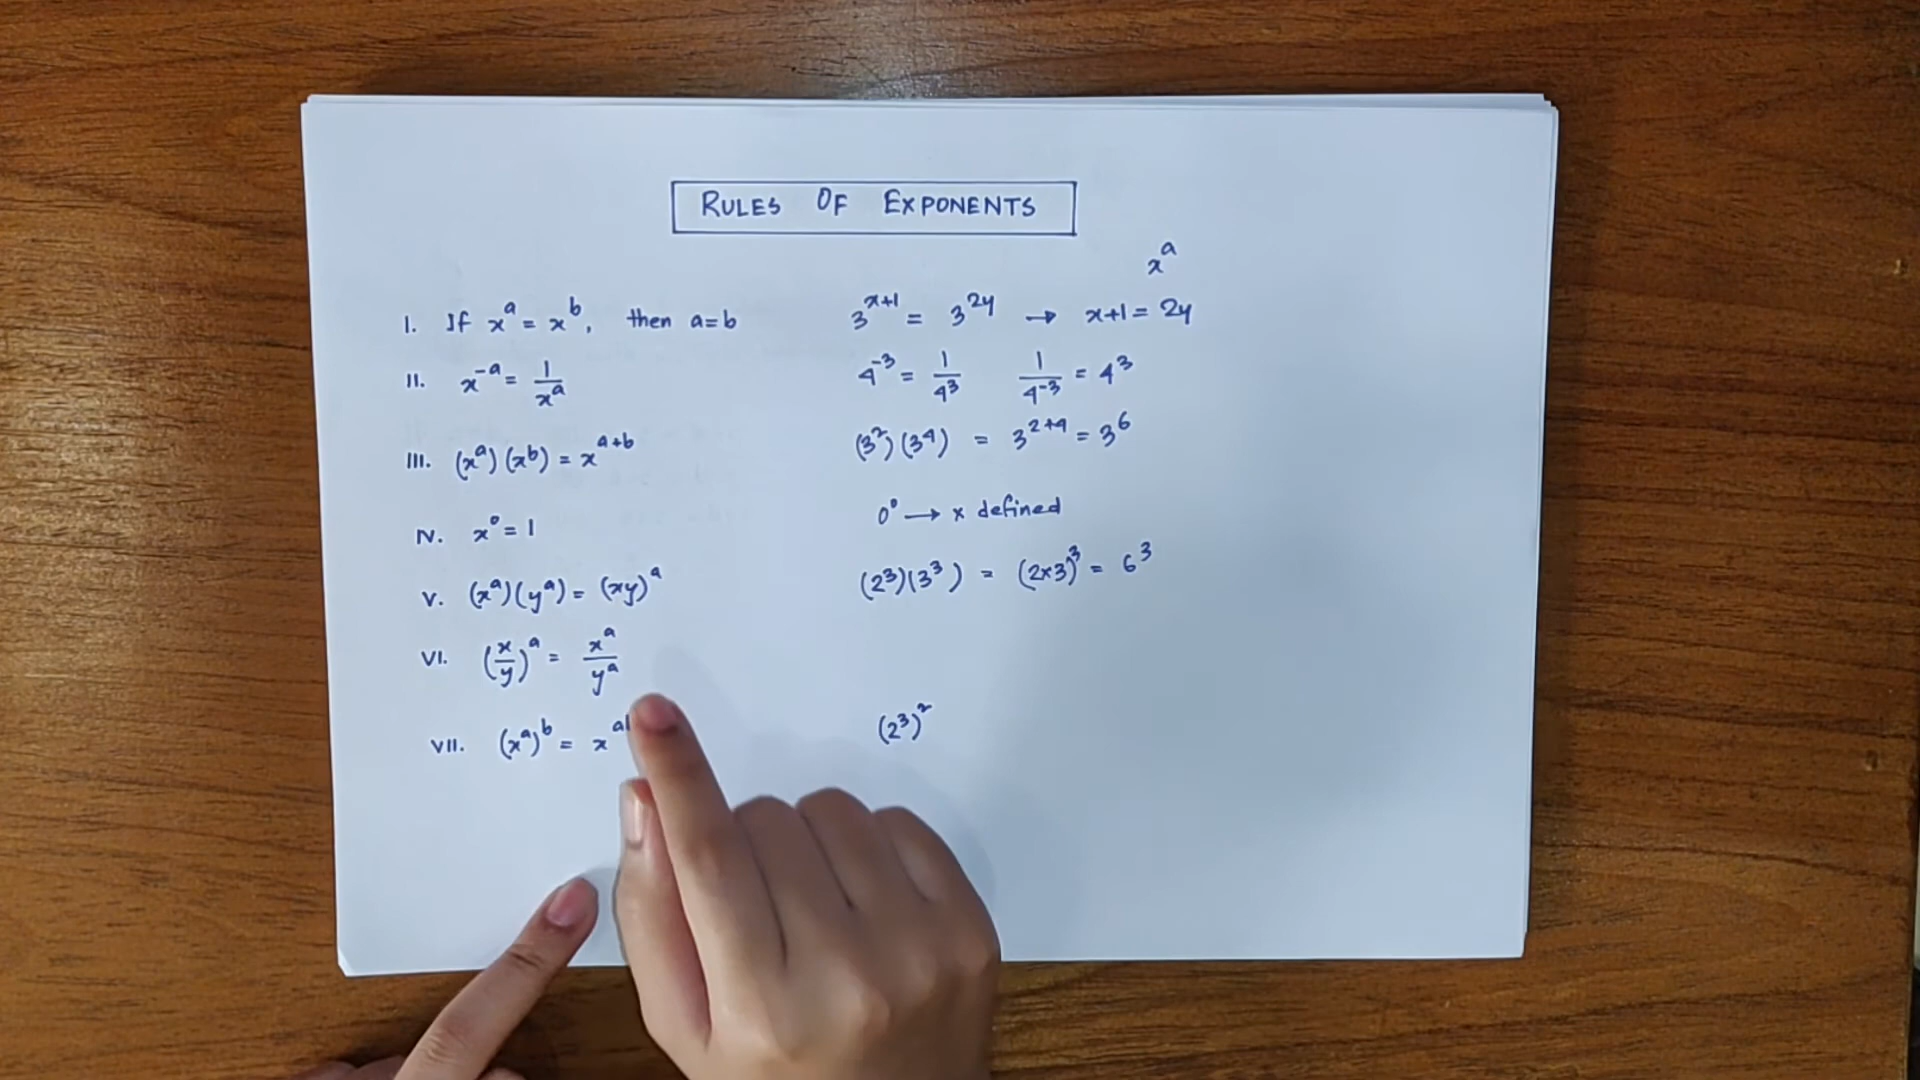 RULES OF EXPONENTS
x^a
I. If x^a = x^b, then a=b
3^{x+1} = 3^{2y} → x+1 = 2y
II. x^{-a} = 1/x^a
4^{-3} = 1/4^3 1/4^{-3} = 4^3
III. (x^a)(x^b) = x^{a+b}
(3^2)(3^4) = 3^{2+4} = 3^6
IV. x^0 = 1
0^0 → x defined
V. (x^a)(y^a) = (xy)^a
(2^3)(3^3) = (2x3)^3 = 6^3
VI. (x/y)^a = x^a/y^a
VII. (x^a)^b = x^a
(2^3)^2